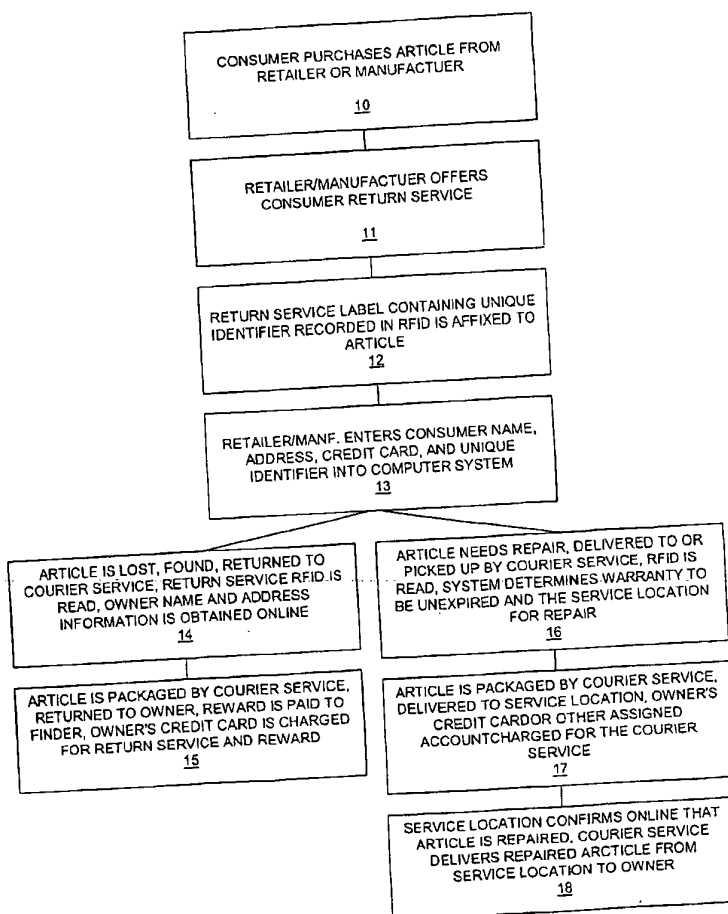 CONSUMER PURCHASES ARTICLE FROM
RETAILER OR MANUFACTUER
10
RETAILER/MANUFACTUER OFFERS
CONSUMER RETURN SERVICE
11
RETURN SERVICE LABEL CONTAINING UNIQUE
IDENTIFIER RECORDED IN RFID IS AFFIXED TO
ARTICLE
12
RETAILER/MANF. ENTERS CONSUMER NAME,
ADDRESS, CREDIT CARD, AND UNIQUE
IDENTIFIER INTO COMPUTER SYSTEM
13
ARTICLE IS LOST, FOUND, RETURNED TO
COURIER SERVICE, RETURN SERVICE RFID IS
READ, OWNER NAME AND ADDRESS
INFORMATION IS OBTAINED ONLINE
14
ARTICLE IS PACKAGED BY COURIER SERVICE,
RETURNED TO OWNER, REWARD IS PAID TO
FINDER, OWNER'S CREDIT CARD IS CHARGED
FOR RETURN SERVICE AND REWARD
15
ARTICLE NEEDS REPAIR, DELIVERED TO OR
PICKED UP BY COURIER SERVICE, RFID IS
READ, SYSTEM DETERMINES WARRANTY TO
BE UNEXPIRED AND THE SERVICE LOCATION
FOR REPAIR
16
ARTICLE IS PACKAGED BY COURIER SERVICE,
DELIVERED TO SERVICE LOCATION, OWNER'S
CREDIT CARDOR OTHER ASSIGNED
ACCOUNTCHARGED FOR THE COURIER
SERVICE
17
SERVICE LOCATION CONFIRMS ONLINE THAT
ARTICLE IS REPAIRED. COURIER SERVICE
DELIVERS REPAIRED ARCTICLE FROM
SERVICE LOCATION TO OWNER
18